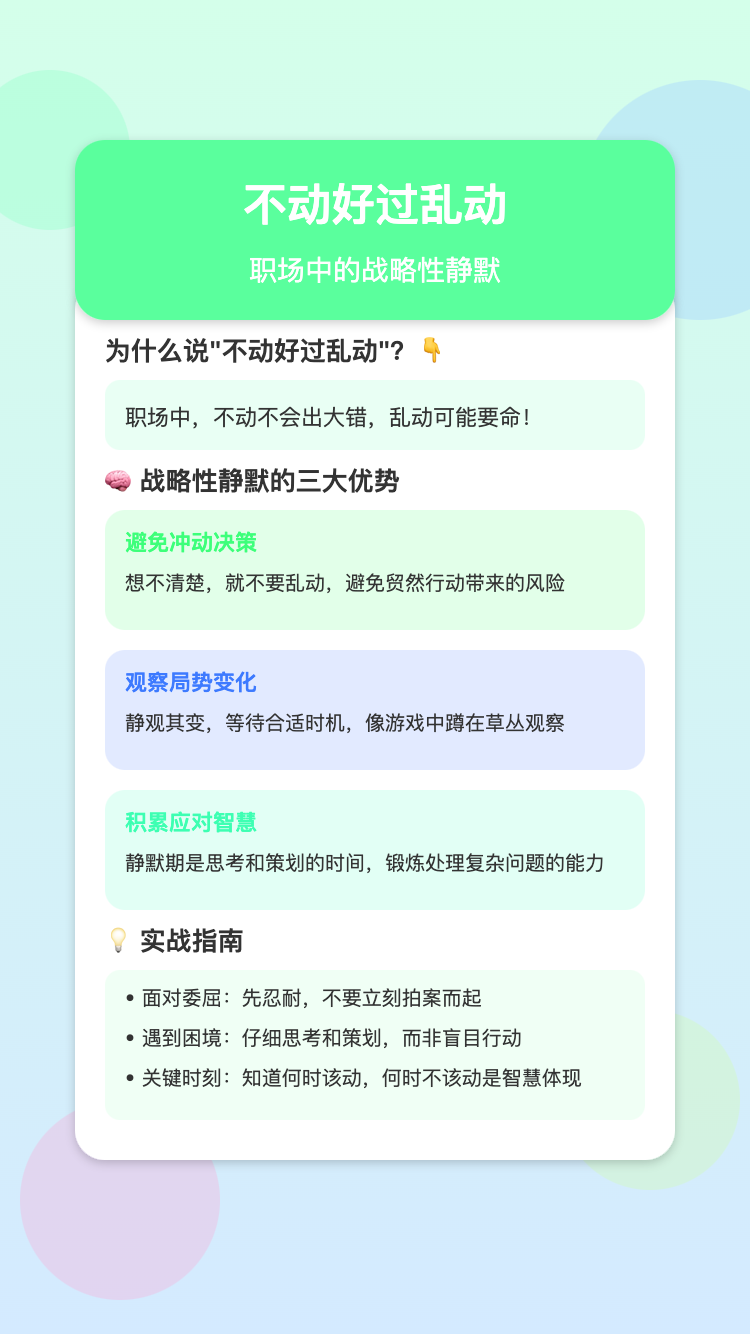 不动好过乱动
职场中的战略性静默
为什么说"不动好过乱动"? 👇
职场中，不动不会出大错，乱动可能要命！
🧠 战略性静默的三大优势
避免冲动决策
想不清楚，就不要乱动，避免贸然行动带来的风险
观察局势变化
静观其变，等待合适时机，像游戏中蹲在草丛观察
积累应对智慧
静默期是思考和策划的时间，锻炼处理复杂问题的能力
💡 实战指南
• 面对委屈：先忍耐，不要立刻拍案而起
• 遇到困境：仔细思考和策划，而非盲目行动
• 关键时刻：知道何时该动，何时不该动是智慧体现